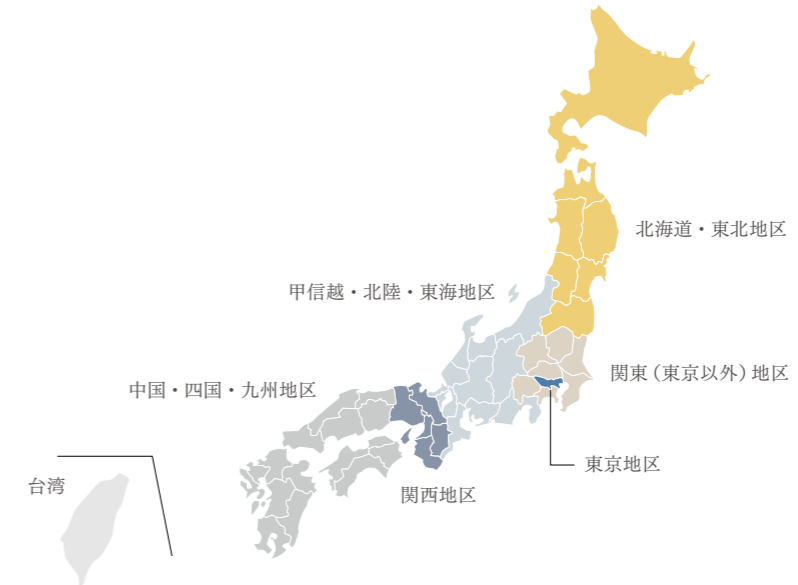 北海道・東北地区
甲信越・北陸・東海地区
関東（東京以外）地区
中国・四国・九州地区
東京地区
台湾
関西地区